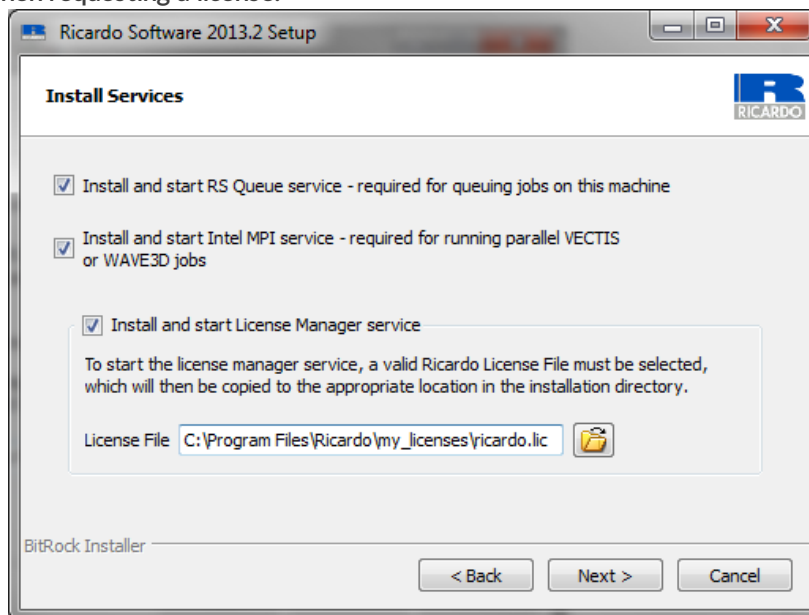 Ricardo Software 2013.2 Setup
Install Services
RICARDO
Install and start RS Queue service - required for queuing jobs on this machine
Install and start Intel MPI service - required for running parallel VECTIS
or WAVE3D jobs
Install and start License Manager service
To start the license manager service, a valid Ricardo License File must be selected,
which will then be copied to the appropriate location in the installation directory.
License File C:\Program Files\Ricardo\my_licenses\ricardo.lic
BitRock Installer
< Back Next > Cancel